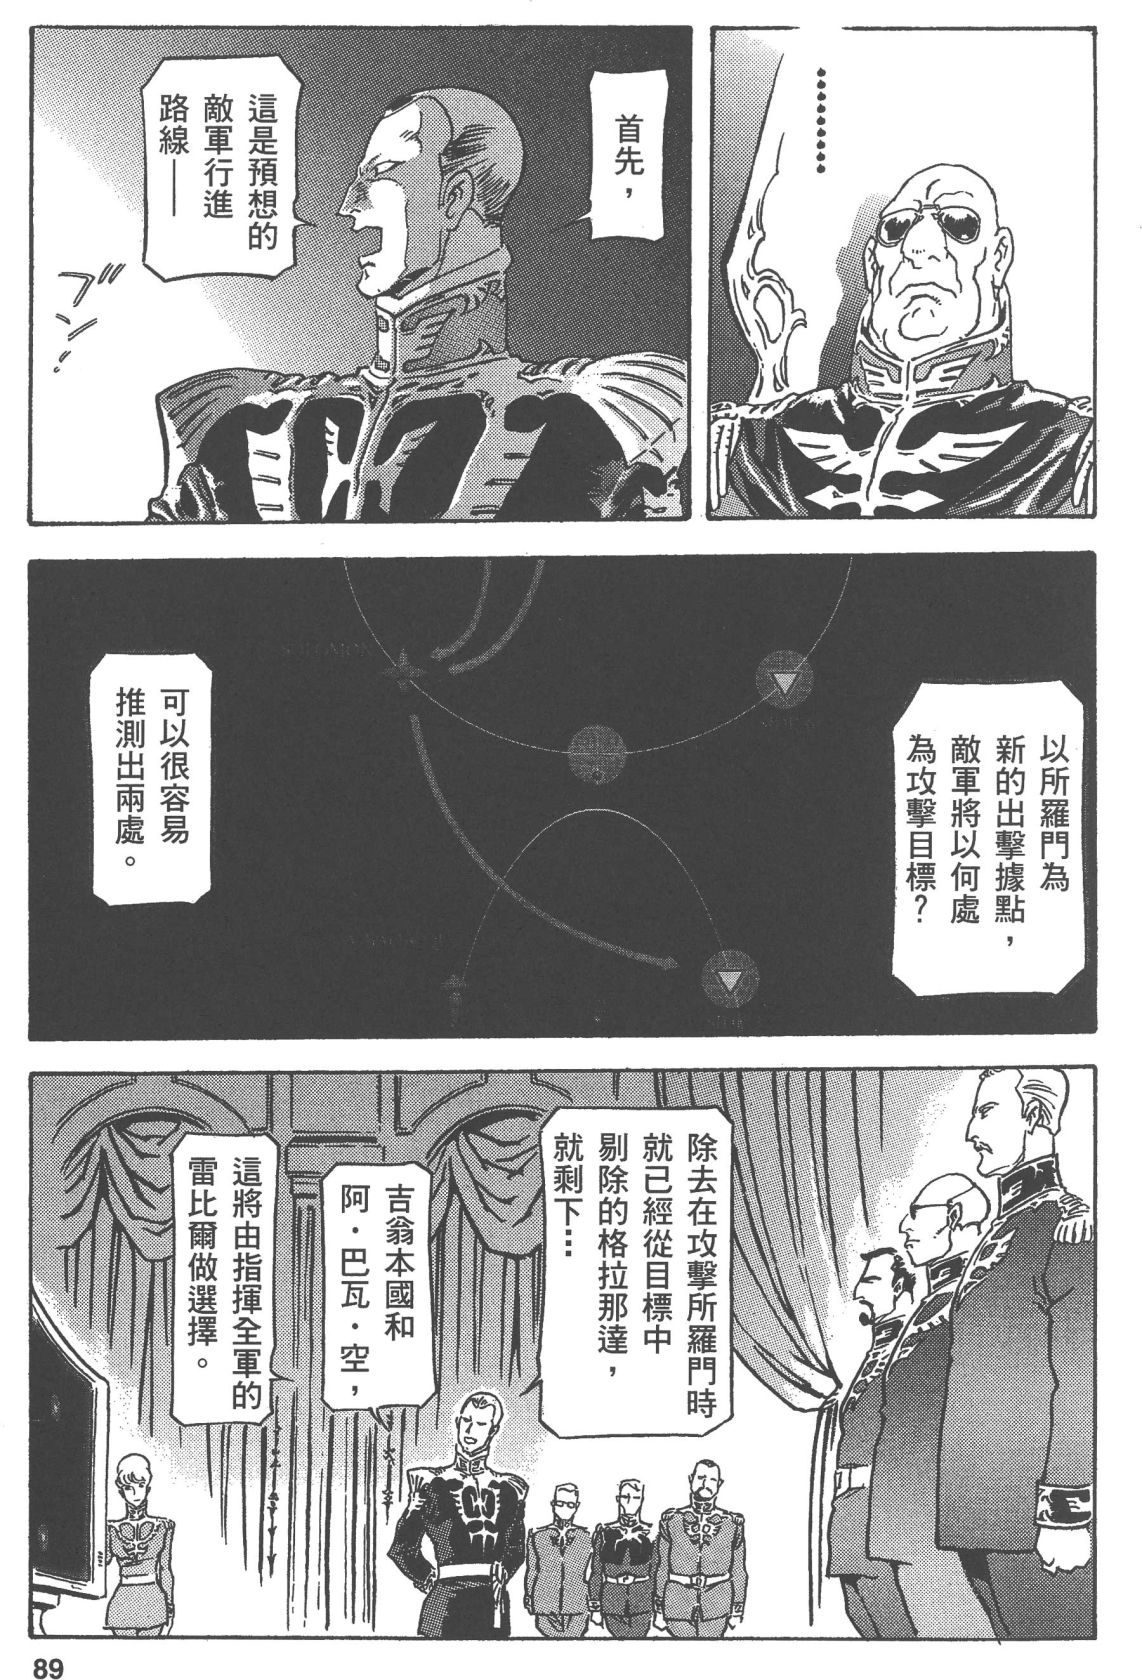 ………
首先，
這是預想的
敵軍行進
路線——
ブン
以所羅門為
新的出擊據點，
敵軍將以何處
為攻擊目標？
SOLOMON
可以很容易
推測出兩處。
除去在攻擊所羅門時
就已經從目標中
剔除的格拉那達，
就剩下…
吉翁本國和
阿・巴瓦・空，
這將由指揮全軍的
雷比爾做選擇。
89